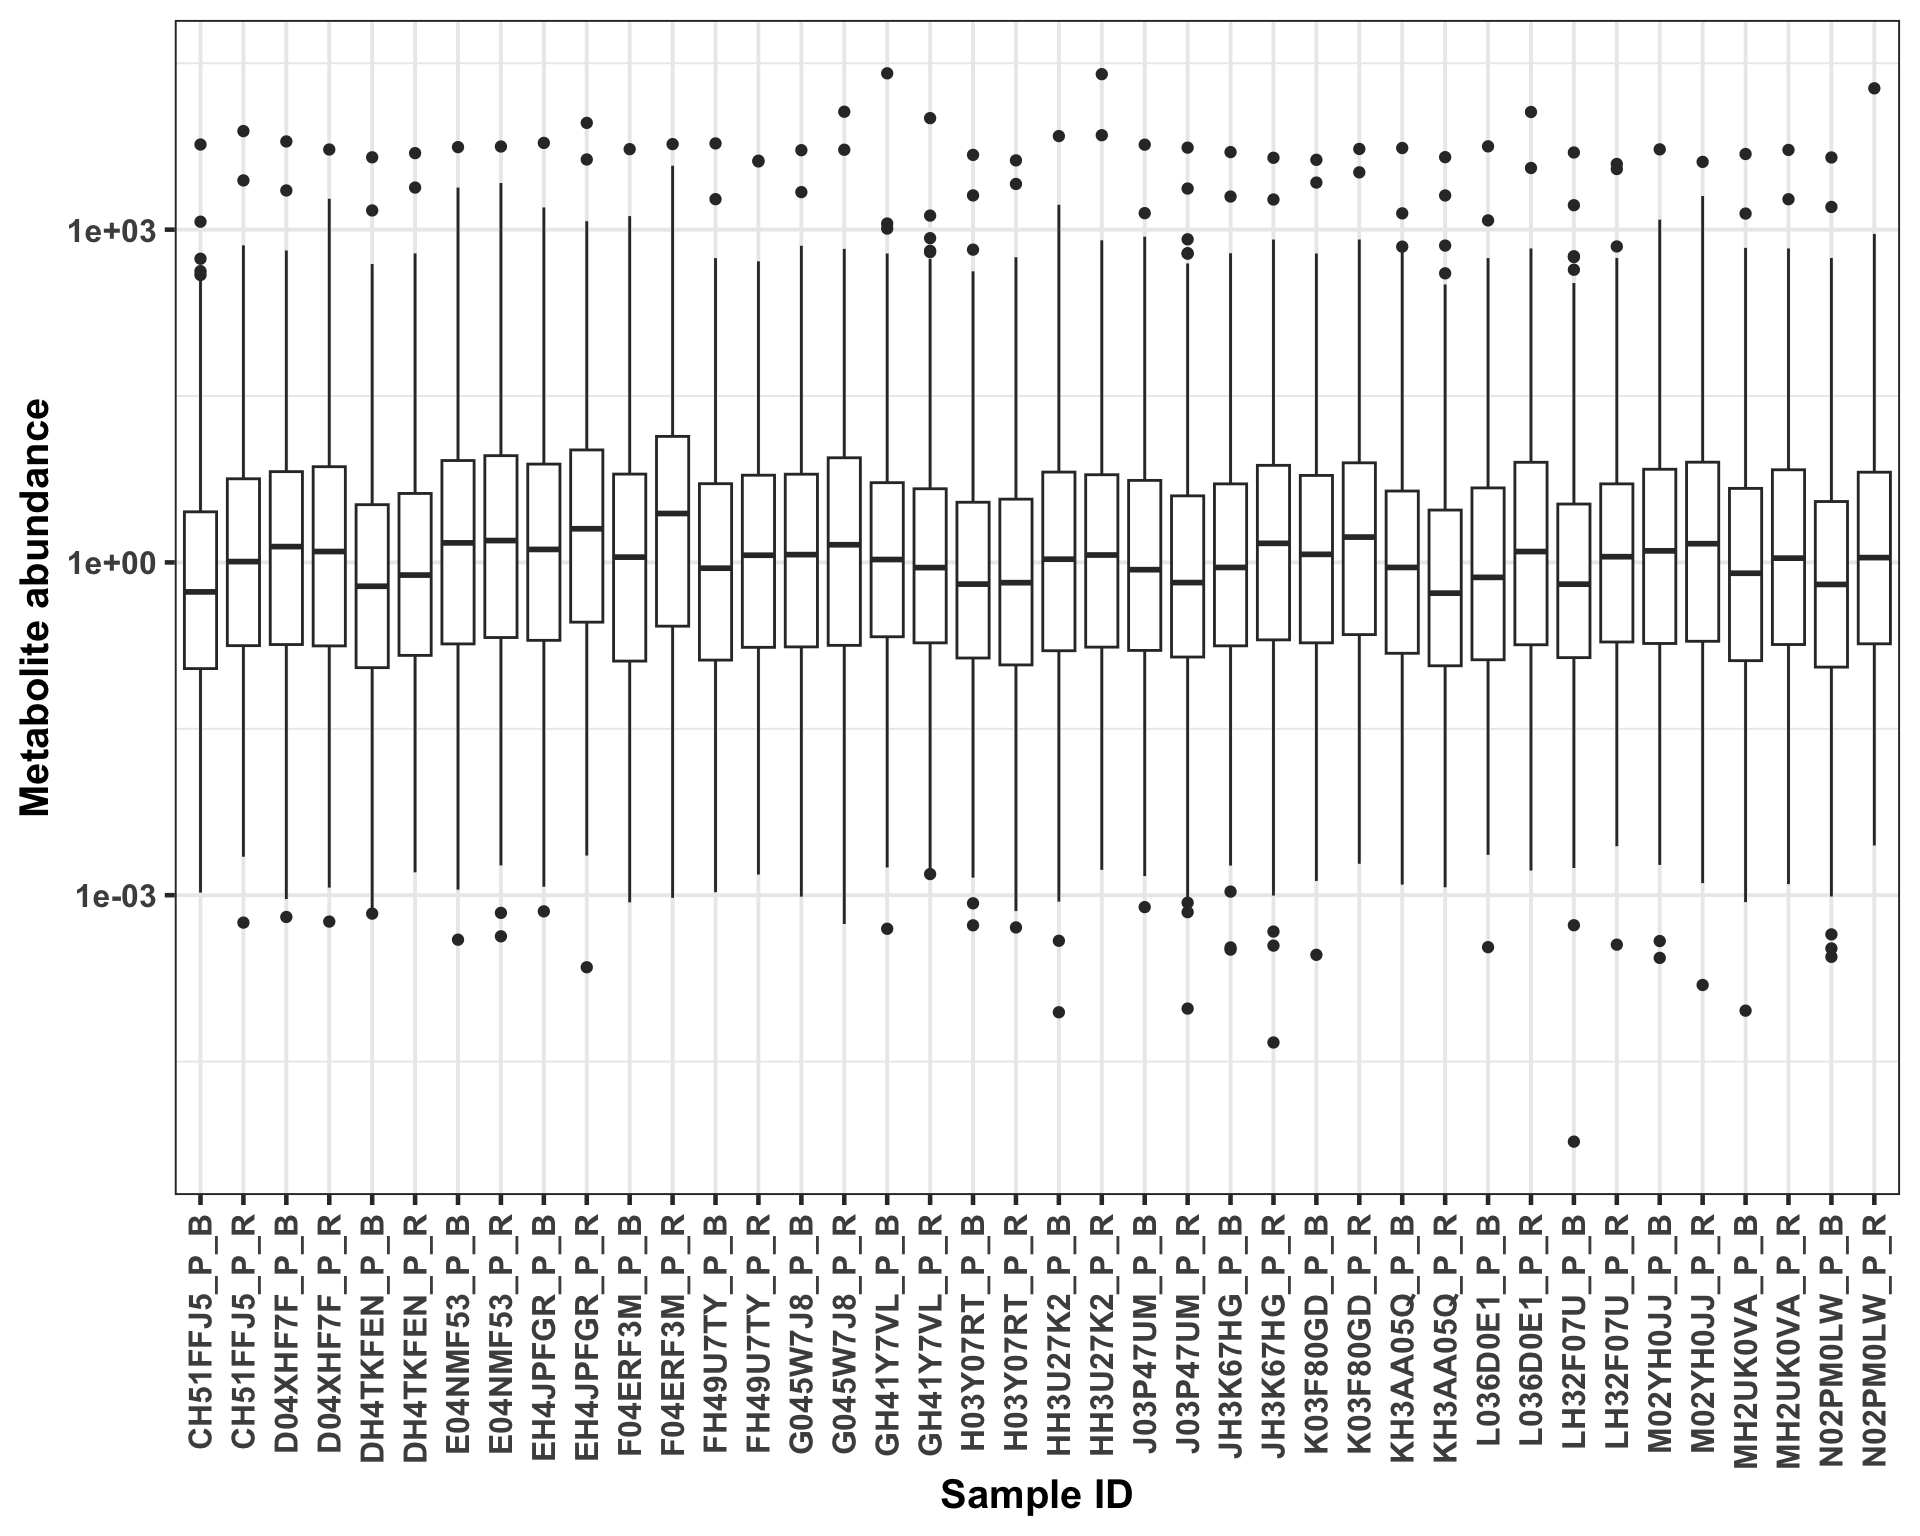 Metabolite abundance
1e+03
1e+00
1e-03
CH51FFJ5_P_B
CH51FFJ5_P_R
D04XHF7F_P_B
D04XHF7F_P_R
DH4TKFEN_P_B
DH4TKFEN_P_R
E04NMF53_P_B
E04NMF53_P_R
EH4JPFGR_P_B
EH4JPFGR_P_R
F04ERF3M_P_B
F04ERF3M_P_R
FH49U7TY_P_B
FH49U7TY_P_R
G045W7J8_P_B
G045W7J8_P_R
GH41Y7VL_P_B
GH41Y7VL_P_R
H03Y07RT_P_B
H03Y07RT_P_R
HH3U27K2_P_B
HH3U27K2_P_R
J03P47UM_P_B
J03P47UM_P_R
JH3K67HG_P_B
JH3K67HG_P_R
K03F80GD_P_B
K03F80GD_P_R
KH3AA05Q_P_B
KH3AA05Q_P_R
L036D0E1_P_B
L036D0E1_P_R
LH32F07U_P_B
LH32F07U_P_R
M02YH0JJ_P_B
M02YH0JJ_P_R
MH2UK0VA_P_B
MH2UK0VA_P_R
N02PM0LW_P_B
N02PM0LW_P_R
Sample ID